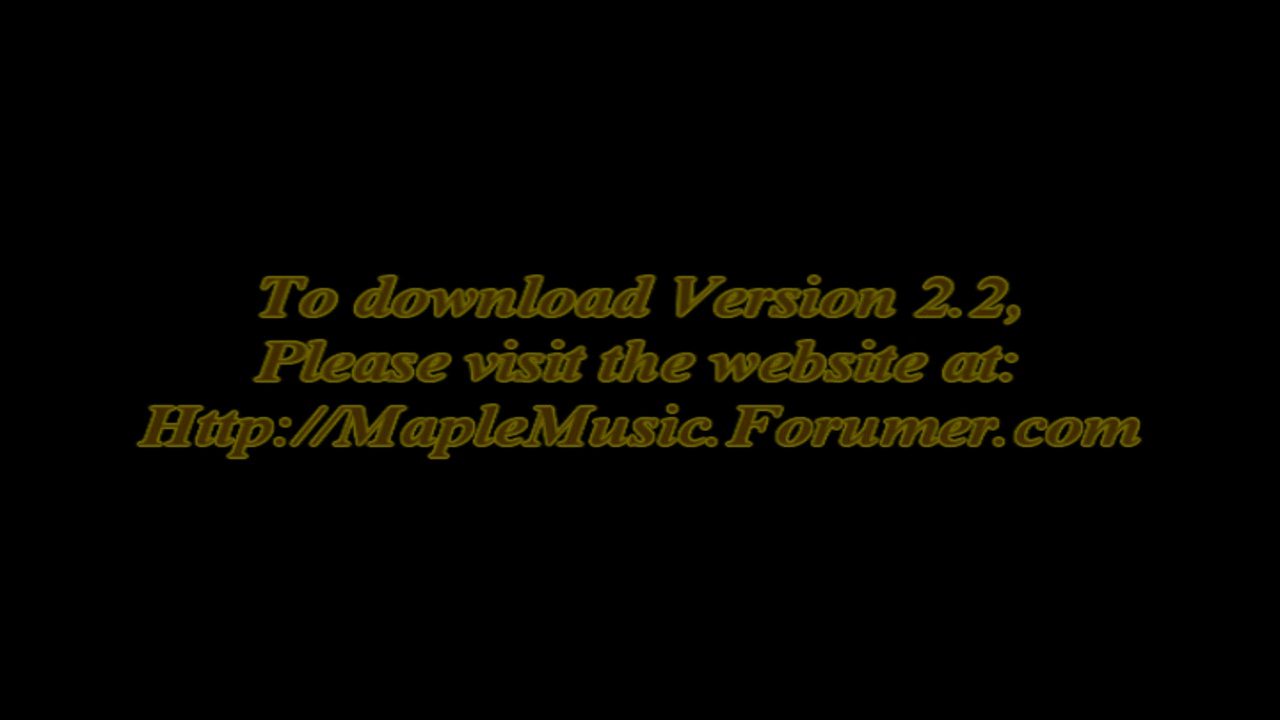 To download Version 2.2,
Please visit the website at:
Http://MapleMusic.Forumer.com